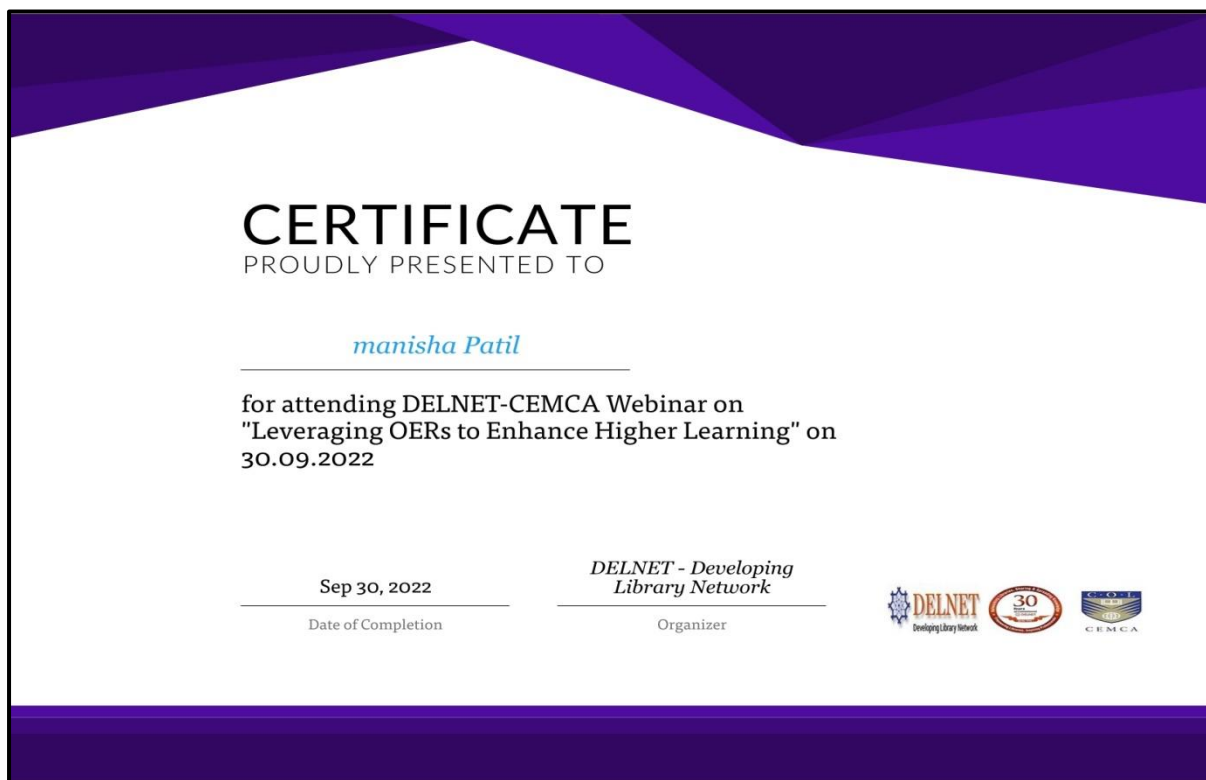 CERTIFICATE
PROUDLY PRESENTED TO
manisha Patil
for attending DELNET-CEMCA Webinar on
"Leveraging OERs to Enhance Higher Learning" on
30.09.2022
Sep 30, 2022
Date of Completion
DELNET - Developing
Library Network
Organizer
DELNET
Developing Library Network
30
C·O·L
CEMCA